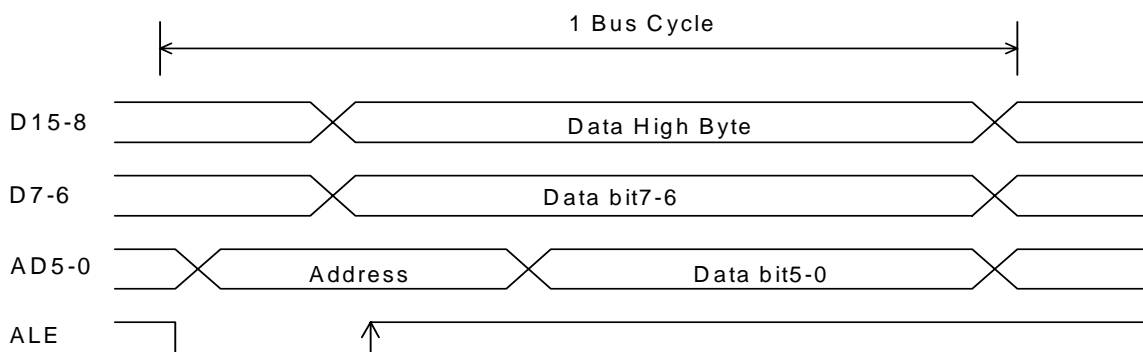 1 Bus Cycle
D15-8
Data High Byte
D7-6
Data bit7-6
AD5-0
Address
Data bit5-0
ALE